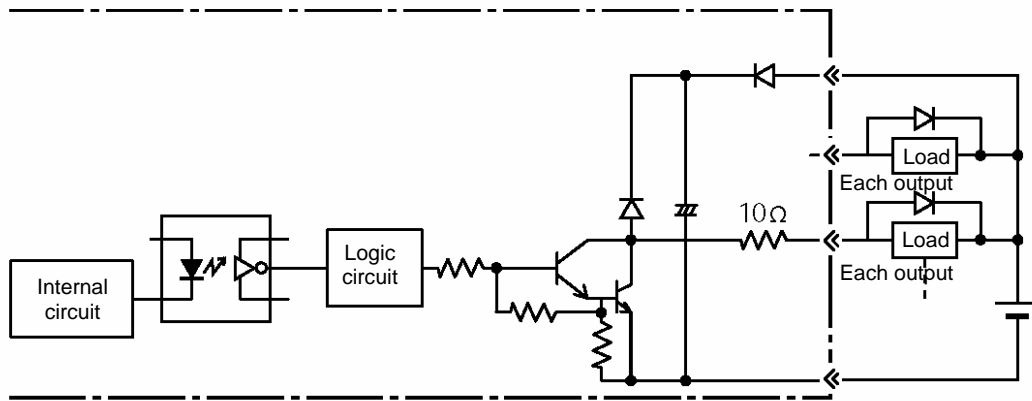 Load
Each output
10Ω
Load
Each output
Logic
circuit
Internal
circuit